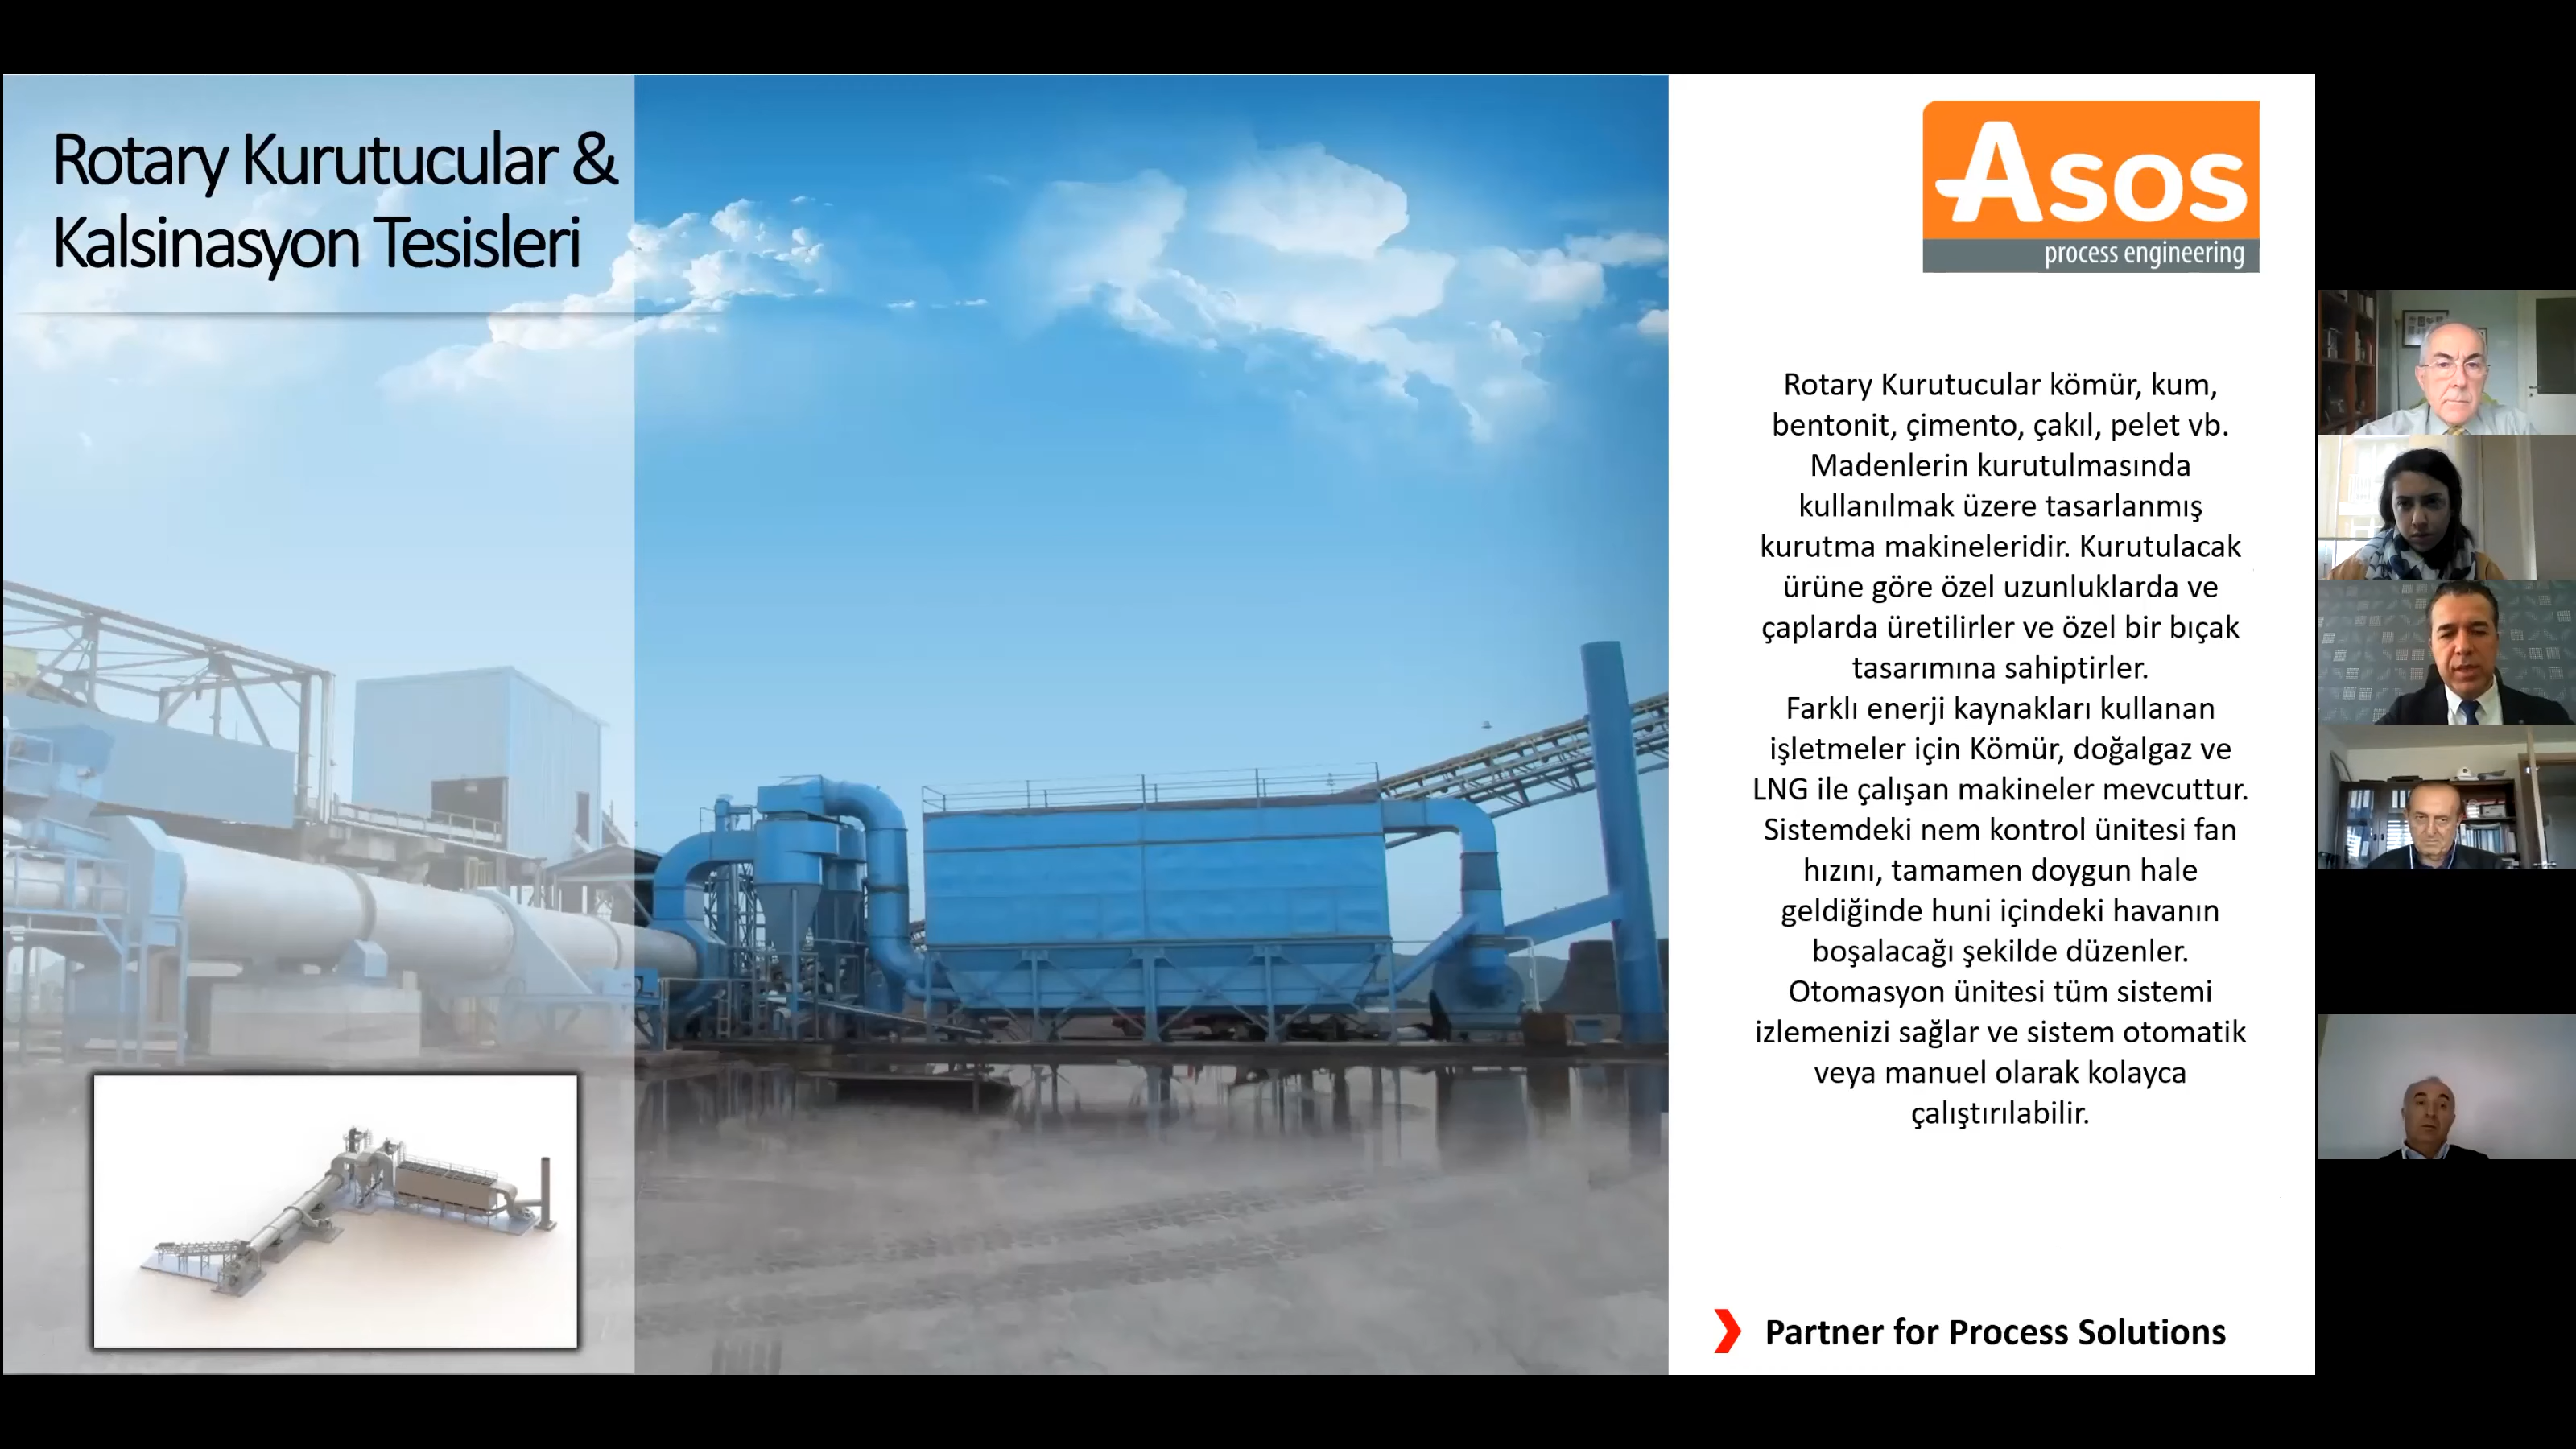 Rotary Kurutucular &
Kalsinasyon Tesisleri
Asos
process engineering
Rotary Kurutucular kömür, kum,
bentonit, çimento, çakıl, pelet vb.
Madenlerin kurutulmasında
kullanılmak üzere tasarlanmış
kurutma makineleridir. Kurutulacak
ürüne göre özel uzunluklarda ve
çaplarda üretilirler ve özel bir bıçak
tasarımına sahiptirler.
Farklı enerji kaynakları kullanan
işletmeler için Kömür, doğalgaz ve
LNG ile çalışan makineler mevcuttur.
Sistemdeki nem kontrol ünitesi fan
hızını, tamamen doygun hale
geldiğinde huni içindeki havanın
boşalacağı şekilde düzenler.
Otomasyon ünitesi tüm sistemi
izlemenizi sağlar ve sistem otomatik
veya manuel olarak kolayca
çalıştırılabilir.
Partner for Process Solutions